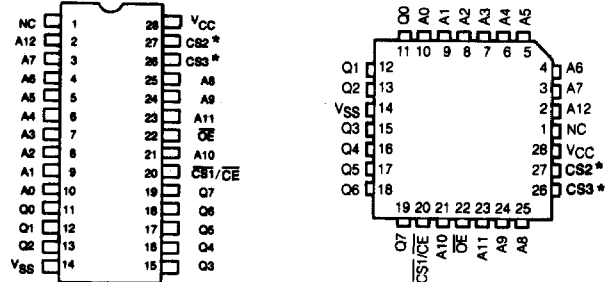 NC 1 28 VCC
A12 2 27 CS2*
A7 3 26 CS3*
A6 4 25 A8
A5 5 24 A9
A4 6 23 A11
A3 7 22 OE
A2 8 21 A10
A1 9 20 CS1/CE
A0 10 19 Q7
Q0 11 18 Q6
Q1 12 17 Q5
Q2 13 16 Q4
VSS 14 15 Q3
Q0 A0 A1 A2 A3 A4 A5
11 10 9 8 7 6 5
Q1 12 4 A6
Q2 13 3 A7
VSS 14 2 A12
Q3 15 1 NC
Q4 16 28 VCC
Q5 17 27 CS2*
Q6 18 26 CS3*
19 20 21 22 23 24 25
Q7 CS1/CE A10 OE A11 A9 A8